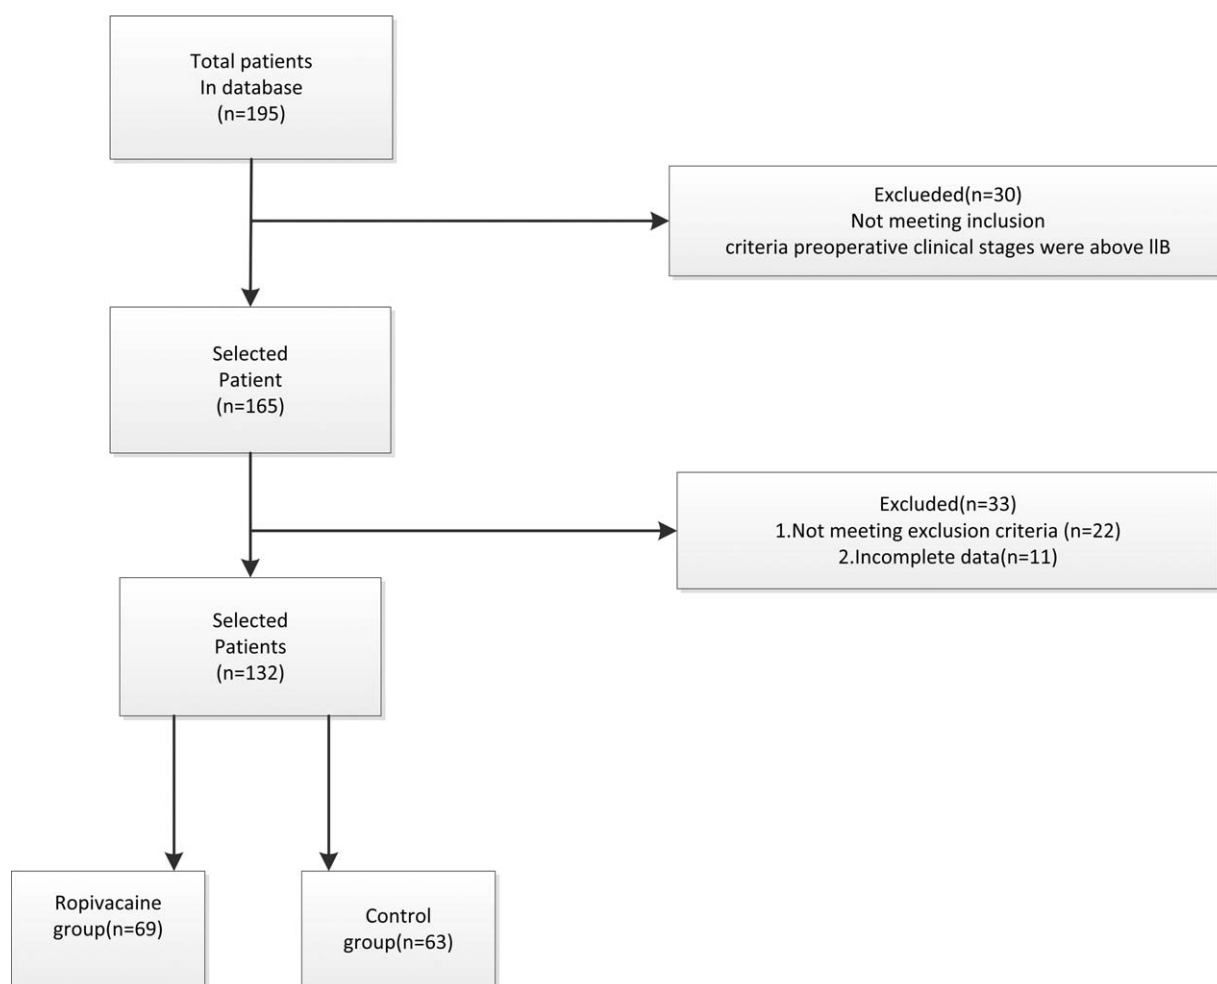 Total patients
In database
(n=195)
Exclueded(n=30)
Not meeting inclusion
criteria preoperative clinical stages were above llB
Selected
Patient
(n=165)
Excluded(n=33)
1.Not meeting exclusion criteria (n=22)
2.Incomplete data(n=11)
Selected
Patients
(n=132)
Ropivacaine
group(n=69)
Control
group(n=63)